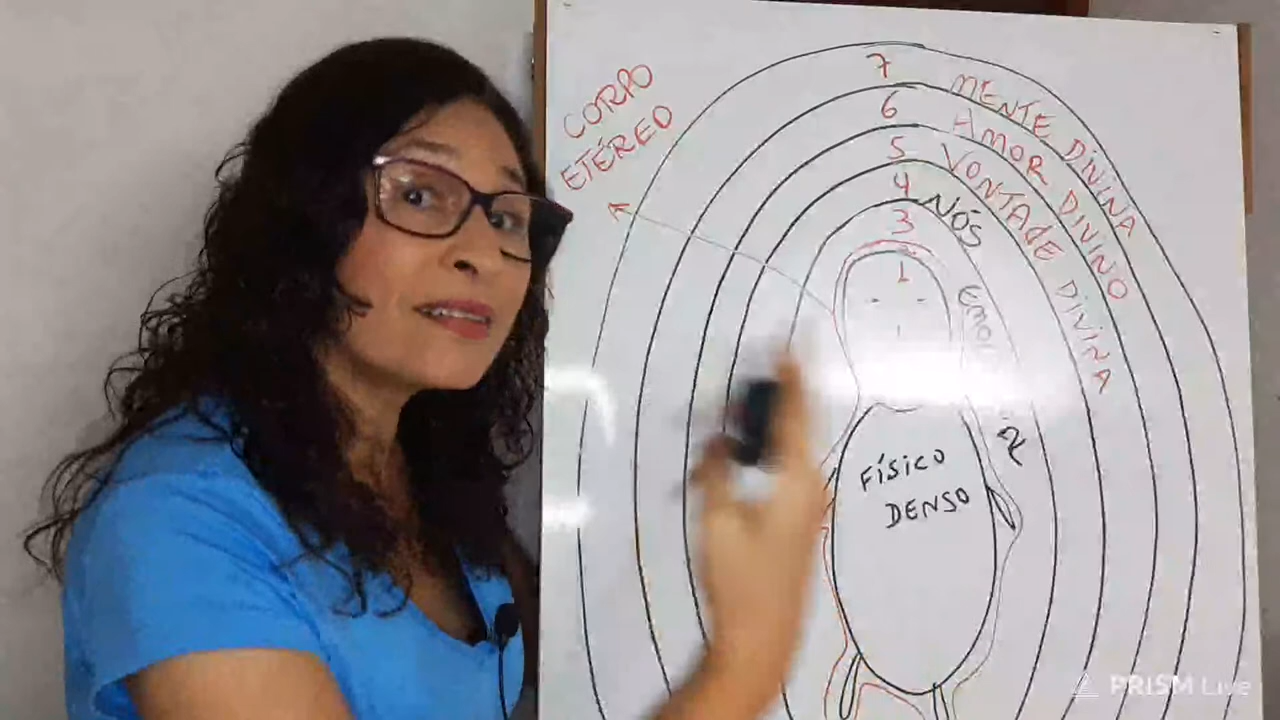 CORPO
ETÉREO
7 MENTE DIVINA
6 AMOR DIVINO
5 VONTADE DIVINA
4 NÓS
3
1
2
FÍSICO
DENSO
PRISM Live